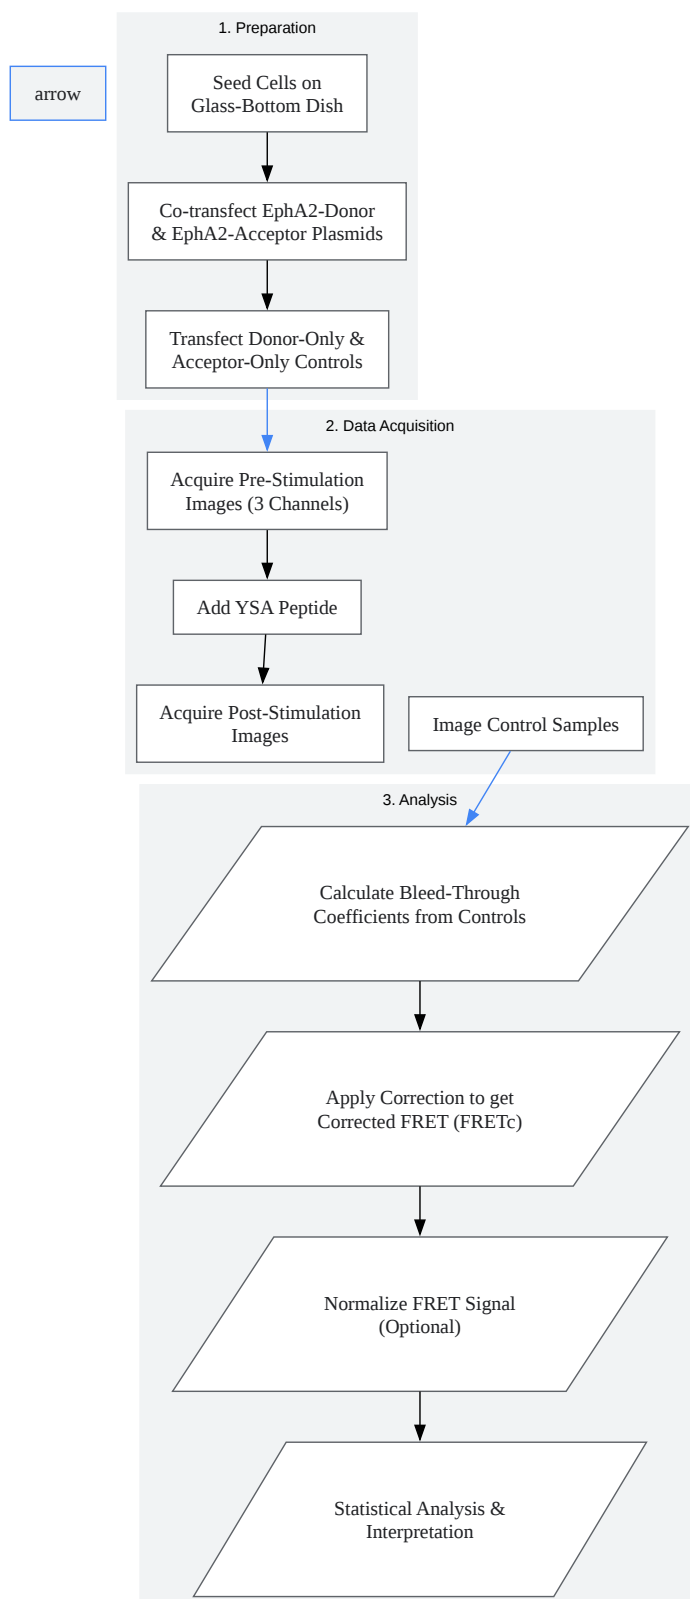 1. Preparation
arrow
Seed Cells on
Glass-Bottom Dish
Co-transfect EphA2-Donor
& EphA2-Acceptor Plasmids
Transfect Donor-Only &
Acceptor-Only Controls
2. Data Acquisition
Acquire Pre-Stimulation
Images (3 Channels)
Add YSA Peptide
Acquire Post-Stimulation
Images
Image Control Samples
3. Analysis
Calculate Bleed-Through
Coefficients from Controls
Apply Correction to get
Corrected FRET (FRETc)
Normalize FRET Signal
(Optional)
Statistical Analysis &
Interpretation